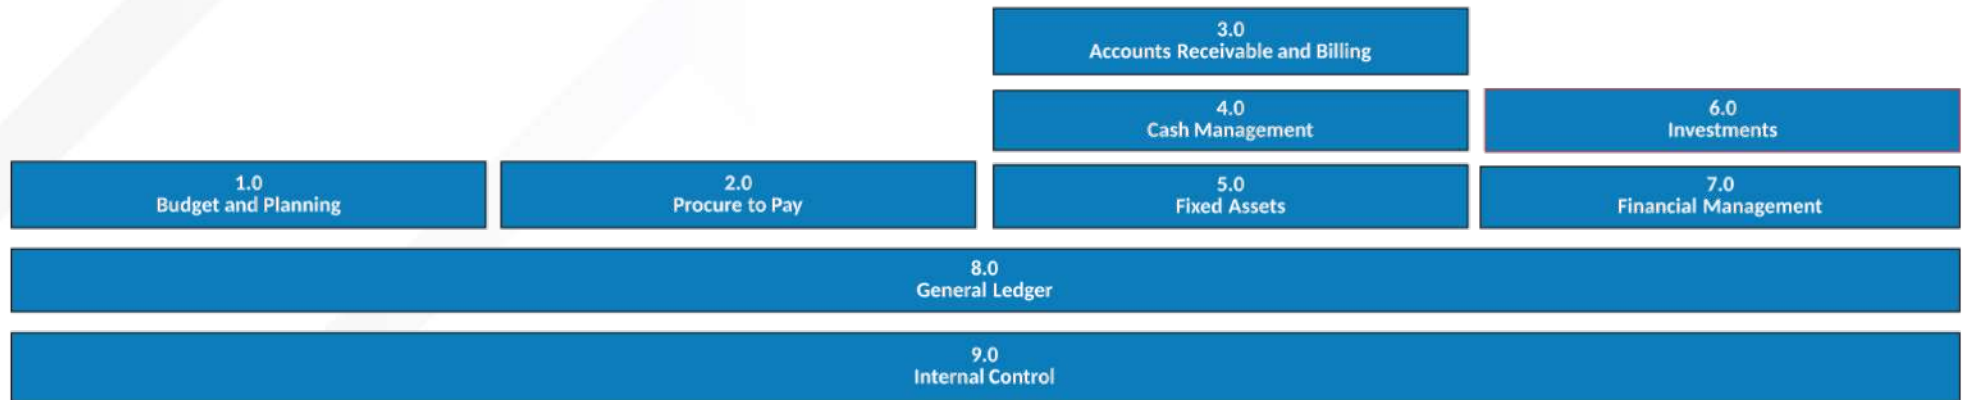 3.0
Accounts Receivable and Billing
4.0
Cash Management
6.0
Investments
1.0
Budget and Planning
2.0
Procure to Pay
5.0
Fixed Assets
7.0
Financial Management
8.0
General Ledger
9.0
Internal Control